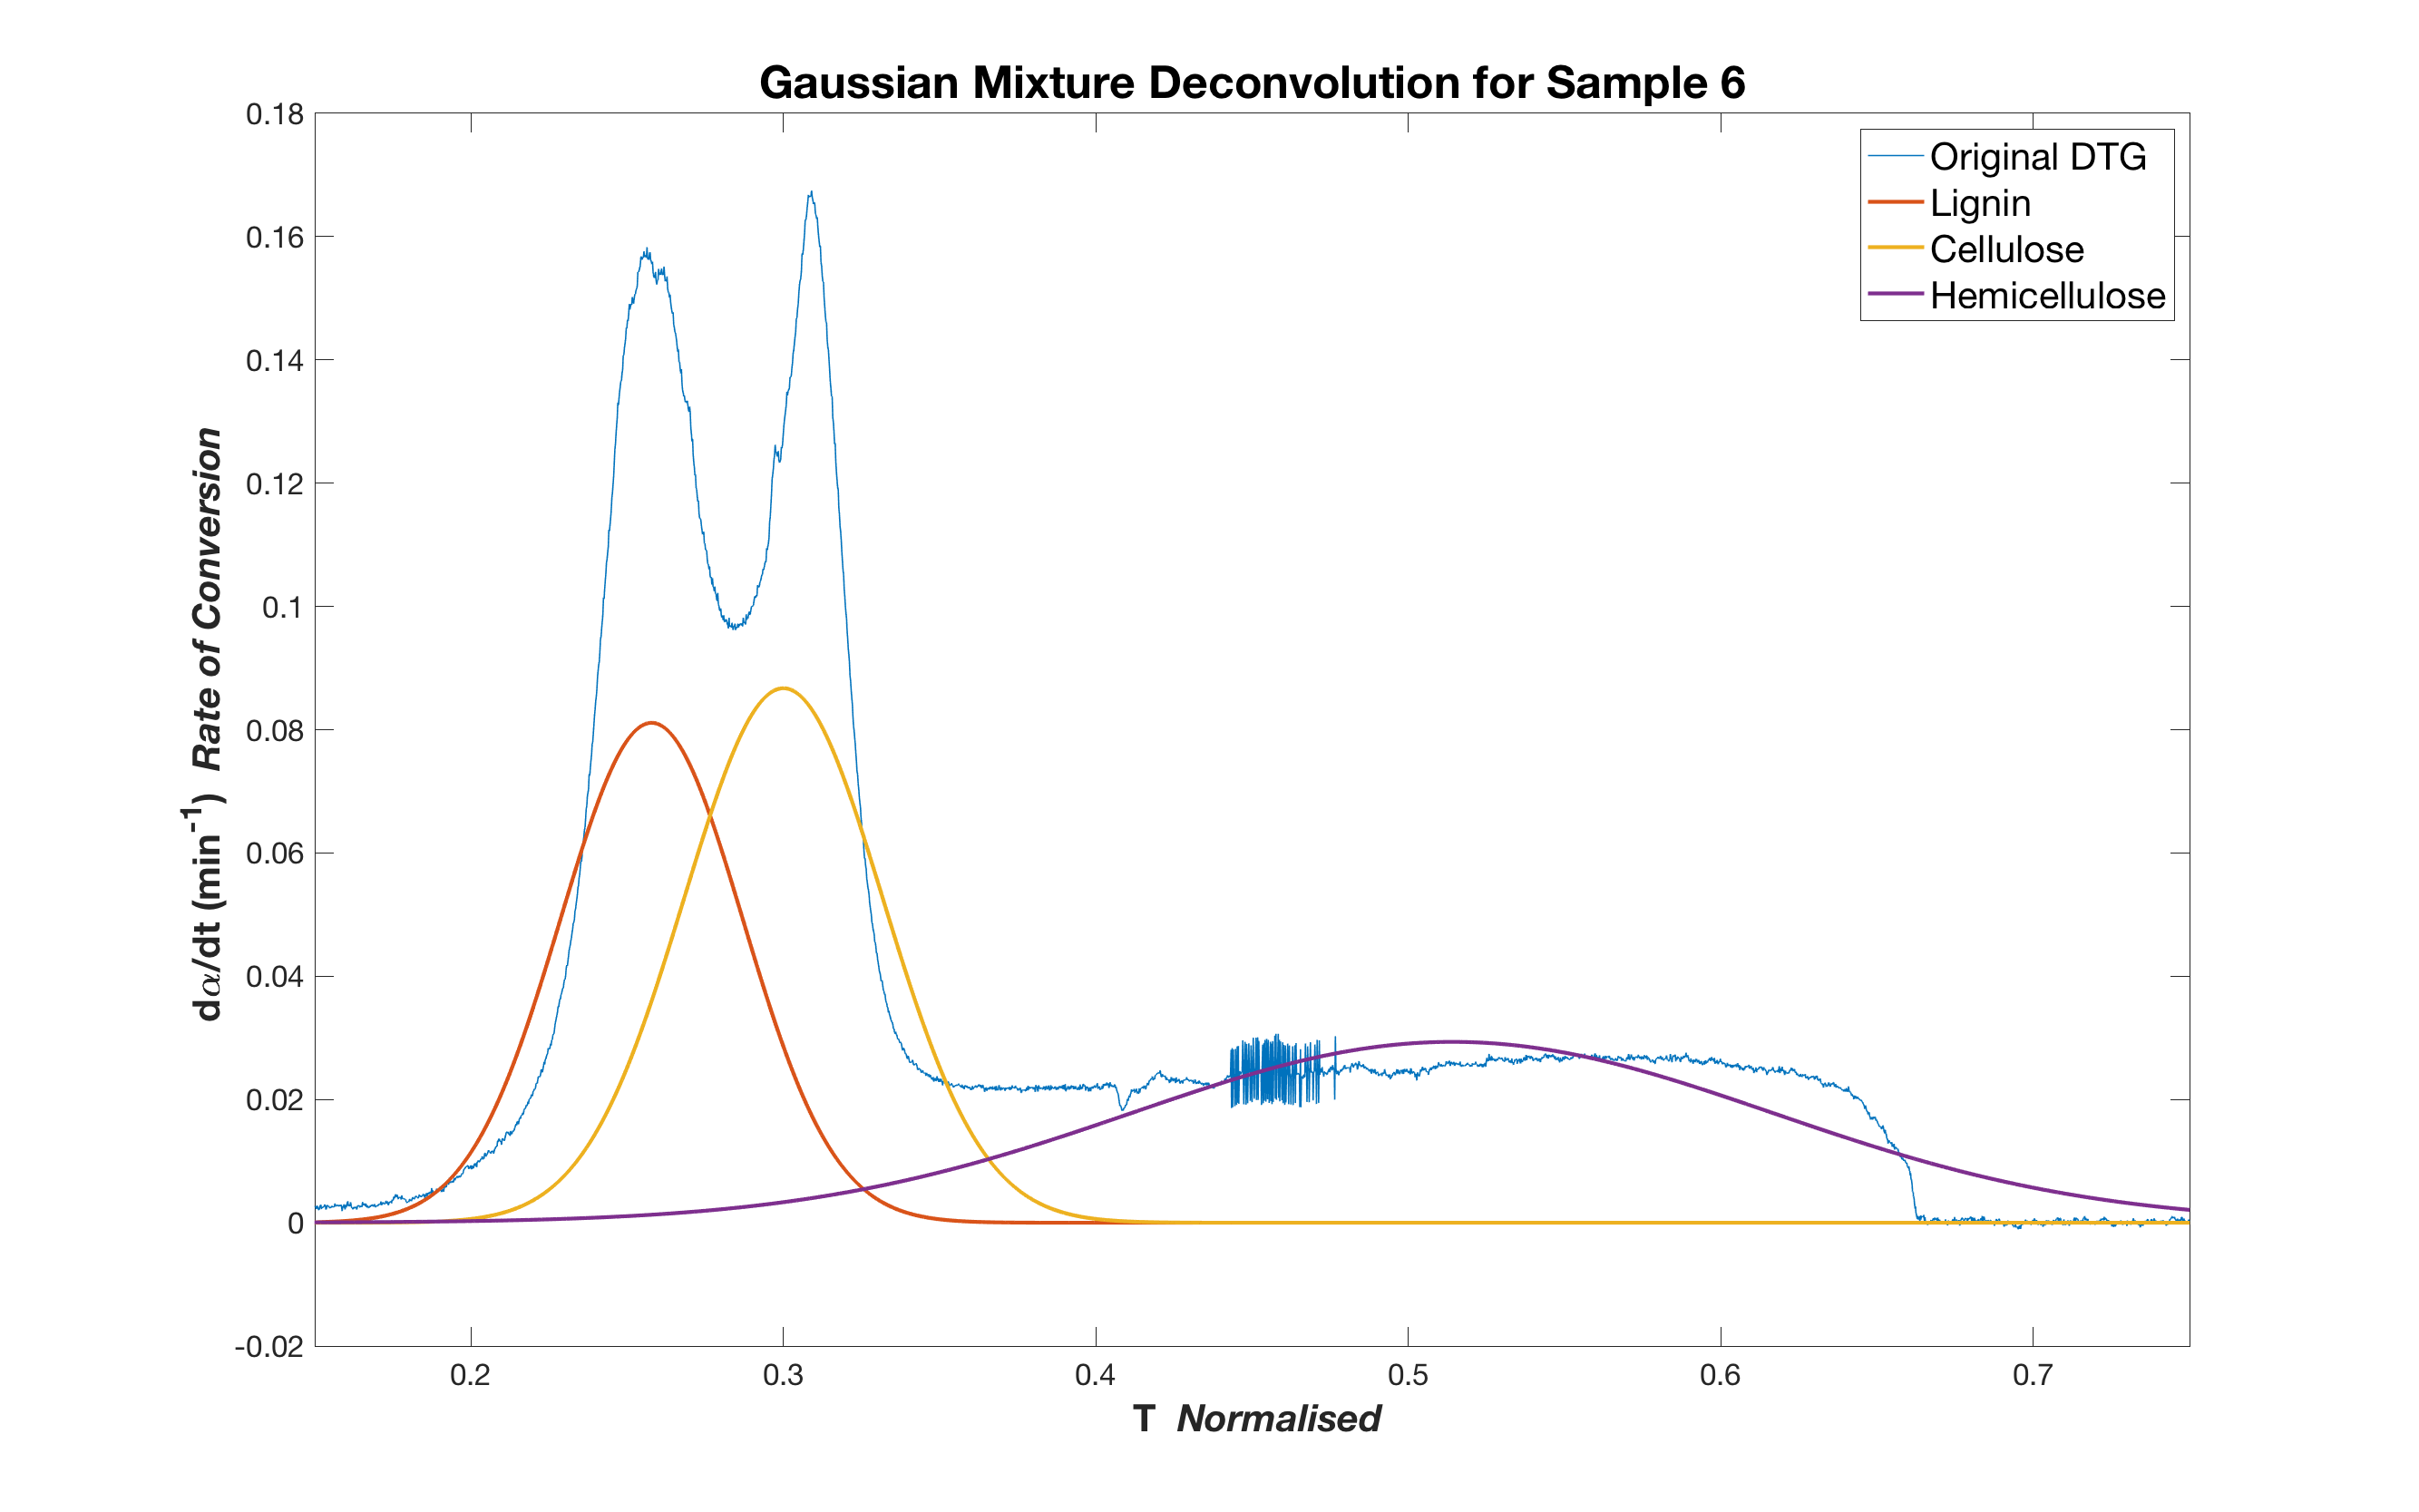 Gaussian Mixture Deconvolution for Sample 6
0.18
0.16
0.14
0.12
0.1
0.08
0.06
0.04
0.02
0
-0.02
dα/dt (min⁻¹) Rate of Conversion
Original DTG
Lignin
Cellulose
Hemicellulose
0.2 0.3 0.4 0.5 0.6 0.7
T Normalised